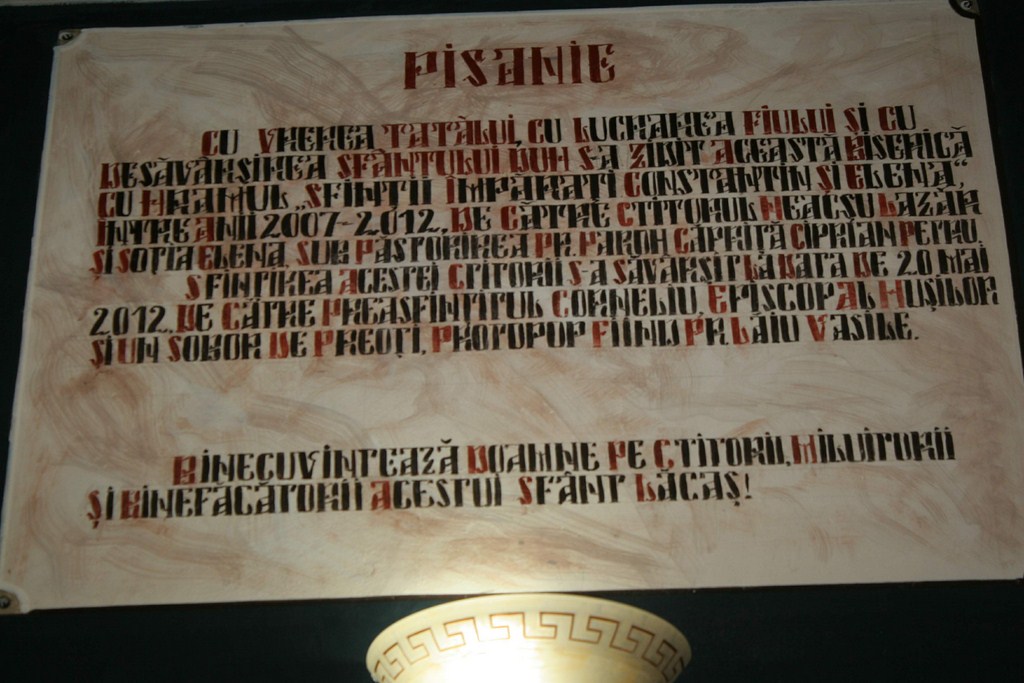 PISANIE
CU VREREA TATĂLUI, CU LUCRAREA FIULUI ȘI CU
DESĂVÂRȘIREA SFÂNTULUI DUH S-A ZIDIT ACEASTĂ BISERICĂ
CU HRAMUL „SFINȚII ÎMPĂRAȚI CONSTANTIN ȘI ELENA”
ÎNTRE ANII 2007-2012, DE CĂTRE CTITORUL NEACȘU LAZĂR
ȘI SOȚIA ELENA, SUB PĂSTORIREA PR. PAROH CĂPRIȚĂ CIPRIAN PETRU.
SFINȚIREA ACESTEI CTITORII S-A SĂVÂRȘIT LA DATA DE 20 MAI
2012, DE CĂTRE PREASFINȚITUL CORNELIU, EPISCOPAL HUȘILOR
ȘI UN SOBOR DE PREOȚI, PROTOPOP FIIND PR. LAIU VASILE.
BINECUVINTEAZĂ DOAMNE PE CTITORII, MILUITORII
ȘI BINEFĂCĂTORII ACESTUI SFÂNT LĂCAȘ!